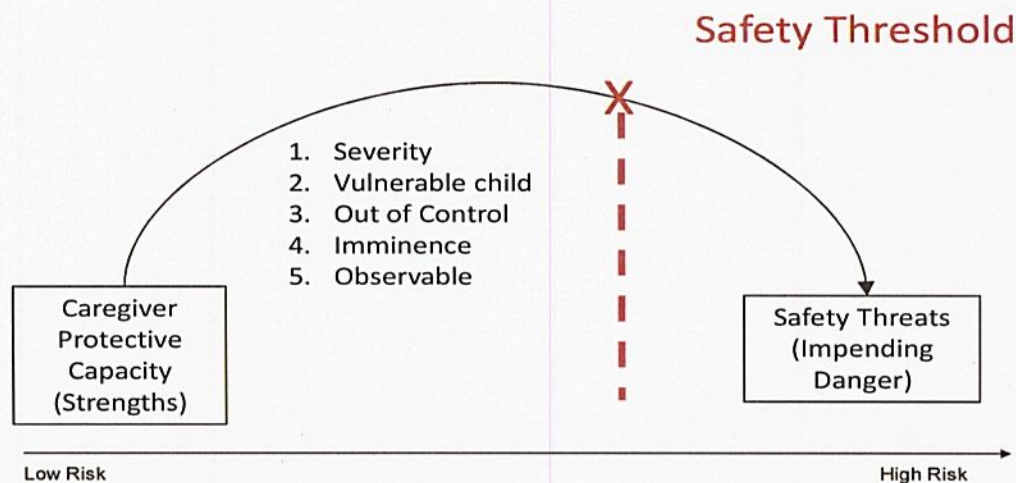 Safety Threshold
X
1. Severity
2. Vulnerable child
3. Out of Control
4. Imminence
5. Observable
Caregiver
Protective
Capacity
(Strengths)
Safety Threats
(Impending
Danger)
Low Risk
High Risk